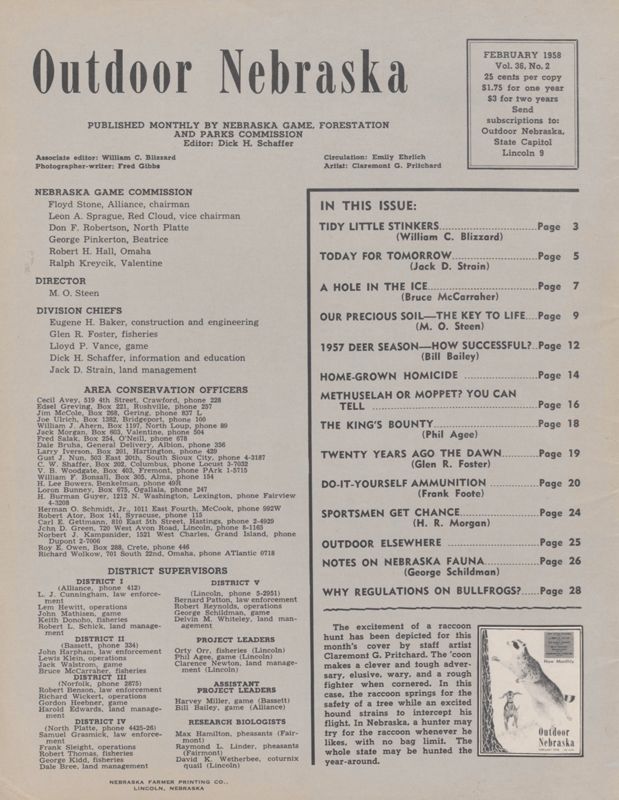 Outdoor Nebraska
FEBRUARY 1958
Vol. 36, No. 2
25 cents per copy
$1.75 for one year
$3 for two years
Send
subscriptions to:
Outdoor Nebraska,
State Capitol
Lincoln 9
PUBLISHED MONTHLY BY NEBRASKA GAME, FORESTATION
AND PARKS COMMISSION
Editor: Dick H. Schaffer
Associate editor: William C. Blizzard
Photographer-writer: Fred Gibbs
Circulation: Emily Ehrlich
Artist: Claremont G. Pritchard
NEBRASKA GAME COMMISSION
Floyd Stone, Alliance, chairman
Leon A. Sprague, Red Cloud, vice chairman
Don F. Robertson, North Platte
George Pinkerton, Beatrice
Robert H. Hall, Omaha
Ralph Kreycik, Valentine
DIRECTOR
M. O. Steen
DIVISION CHIEFS
Eugene H. Baker, construction and engineering
Glen R. Foster, fisheries
Lloyd P. Vance, game
Dick H. Schaffer, information and education
Jack D. Strain, land management
AREA CONSERVATION OFFICERS
Cecil Avey, 519 4th Street, Crawford, phone 228
Edsel Greving, Box 221, Rushville, phone 257
Jim McCole, Box 268, Gering, phone 837 L
Joe Ulrich, Box 1382, Bridgeport, phone 100
William J. Ahern, Box 1197, North Loup, phone 89
Jack Morgan, Box 603, Valentine, phone 504
Fred Salak, Box 254, O'Neill, phone 678
Dale Bruha, General Delivery, Albion, phone 336
Larry Iverson, Box 201, Hartington, phone 429
Gust J. Nun, 503 East 20th, South Sioux City, phone 4-3187
C. W. Shaffer, Box 202, Columbus, phone Locust 3-7032
V. B. Woodgate, Box 403, Fremont, phone PArk 1-5715
William F. Bonsall, Box 305, Alma, phone 154
H. Lee Bowers, Benkelman, phone 49R
Loron Bunney, Box 675, Ogallala, phone 247
H. Burman Guyer, 1212 N. Washington, Lexington, phone Fairview
4-3208
Herman O. Schmidt, Jr., 1011 East Fourth, McCook, phone 992W
Robert Ator, Box 141, Syracuse, phone 115
Carl E. Gettmann, 810 East 5th Street, Hastings, phone 2-4929
John D. Green, 720 West Avon Road, Lincoln, phone 8-1165
Norbert J. Kampsnider, 1521 West Charles, Grand Island, phone
Dupont 2-7006
Roy E. Owen, Box 288, Crete, phone 446
Richard Wolkow, 701 South 22nd, Omaha, phone ATlantic 0718
DISTRICT SUPERVISORS
DISTRICT I
(Alliance, phone 412)
L. J. Cunningham, law enforce-
ment
Lem Hewitt, operations
John Mathisen, game
Keith Donoho, fisheries
Robert L. Schick, land manage-
ment
DISTRICT II
(Bassett, phone 334)
John Harpham, law enforcement
Lewis Klein, operations
Jack Walstrom, game
Bruce McCarraher, fisheries
DISTRICT III
(Norfolk, phone 2875)
Robert Benson, law enforcement
Richard Wickert, operations
Gordon Heebner, game
Harold Edwards, land manage-
ment
DISTRICT IV
(North Platte, phone 4425-26)
Samuel Grasmick, law enforce-
ment
Frank Sleight, operations
Robert Thomas, fisheries
George Kidd, fisheries
Dale Bree, land management
DISTRICT V
(Lincoln, phone 5-2951)
Bernard Patton, law enforcement
Robert Reynolds, operations
George Schildman, game
Delvin M. Whiteley, land man-
agement
PROJECT LEADERS
Orty Orr, fisheries (Lincoln)
Phil Agee, game (Lincoln)
Clarence Newton, land manage-
ment (Lincoln)
ASSISTANT
PROJECT LEADERS
Harvey Miller, game (Bassett)
Bill Bailey, game (Alliance)
RESEARCH BIOLOGISTS
Max Hamilton, pheasants (Fair-
mont)
Raymond L. Linder, pheasants
(Fairmont)
David K. Wetherbee, coturnix
quail (Lincoln)
NEBRASKA FARMER PRINTING CO.,
LINCOLN, NEBRASKA
IN THIS ISSUE:
TIDY LITTLE STINKERS....................Page 3
(William C. Blizzard)
TODAY FOR TOMORROW....................Page 5
(Jack D. Strain)
A HOLE IN THE ICE....................Page 7
(Bruce McCarraher)
OUR PRECIOUS SOIL—THE KEY TO LIFE....Page 9
(M. O. Steen)
1957 DEER SEASON—HOW SUCCESSFUL?..Page 12
(Bill Bailey)
HOME-GROWN HOMICIDE ....................Page 14
METHUSELAH OR MOPPET? YOU CAN
TELL ....................Page 16
THE KING'S BOUNTY....................Page 18
(Phil Agee)
TWENTY YEARS AGO THE DAWN..........Page 19
(Glen R. Foster)
DO-IT-YOURSELF AMMUNITION..........Page 20
(Frank Foote)
SPORTSMEN GET CHANCE....................Page 24
(H. R. Morgan)
OUTDOOR ELSEWHERE ....................Page 25
NOTES ON NEBRASKA FAUNA..........Page 26
(George Schildman)
WHY REGULATIONS ON BULLFROGS?.....Page 28
The excitement of a raccoon
hunt has been depicted for this
month's cover by staff artist
Claremont G. Pritchard. The 'coon
makes a clever and tough adver-
sary, elusive, wary, and a rough
fighter when cornered. In this
case, the raccoon springs for the
safety of a tree while an excited
hound strains to intercept his
flight. In Nebraska, a hunter may
try for the raccoon whenever he
likes, with no bag limit. The
whole state may be hunted the
year-around.
Now Monthly
Outdoor
Nebraska